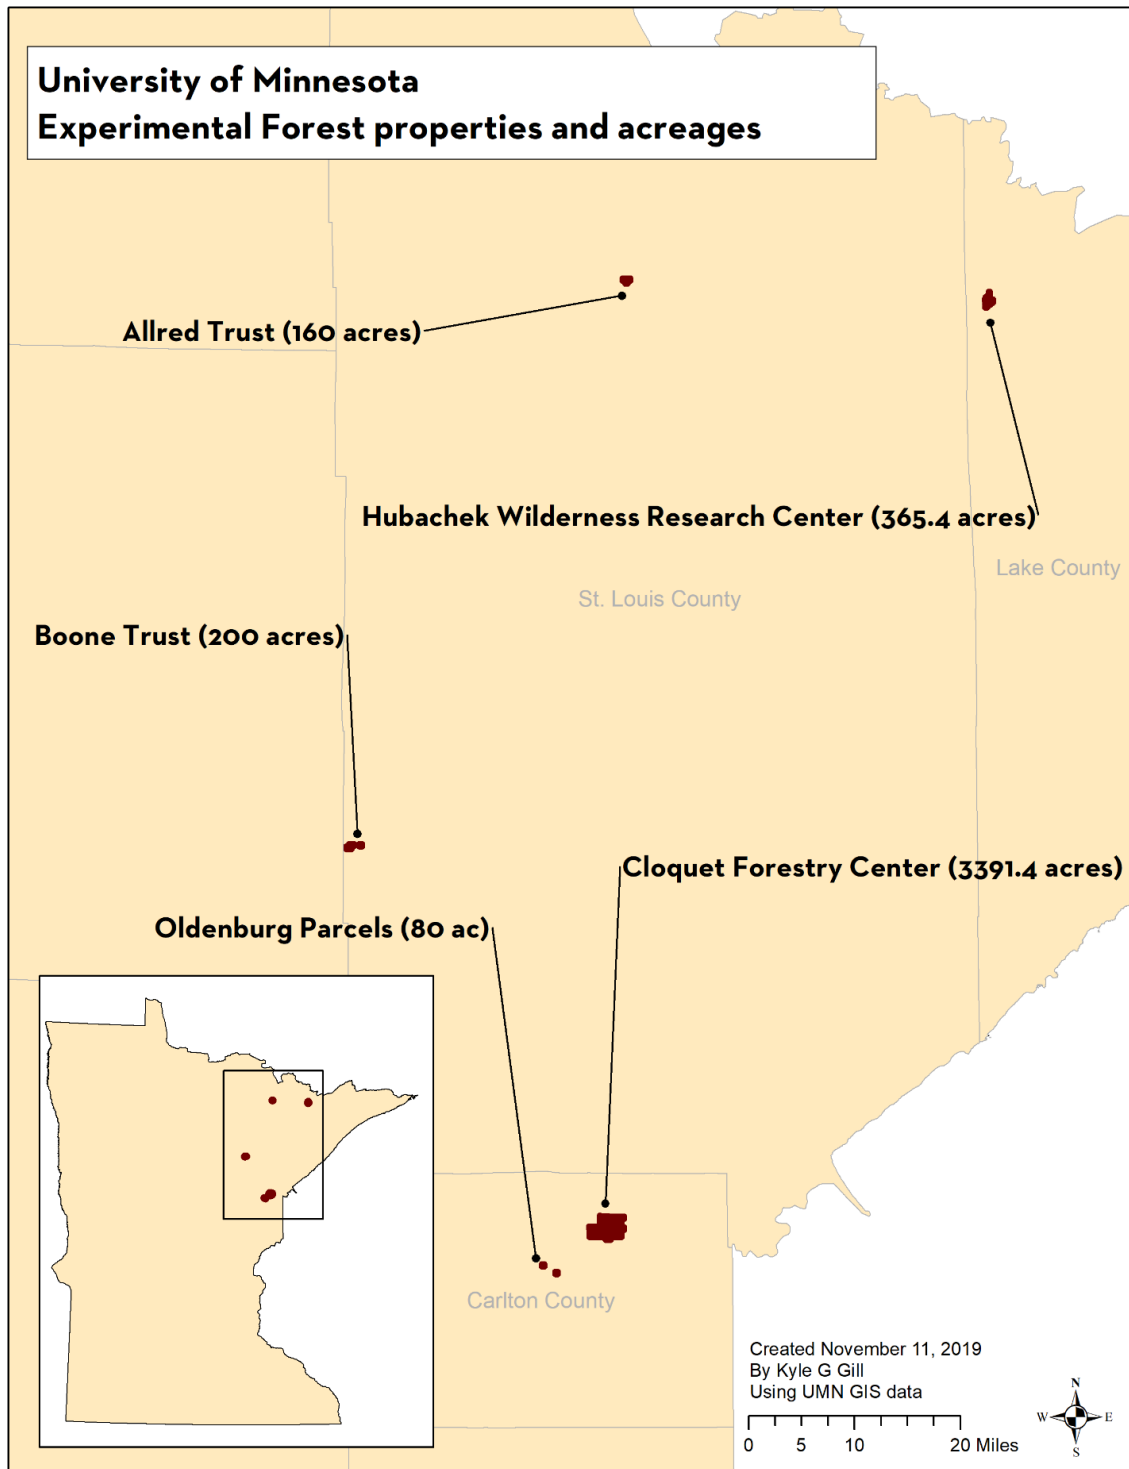 University of Minnesota
Experimental Forest properties and acreages
Allred Trust (160 acres)
Hubachek Wilderness Research Center (365.4 acres)
Lake County
St. Louis County
Boone Trust (200 acres)
Cloquet Forestry Center (3391.4 acres)
Oldenburg Parcels (80 ac)
Carlton County
Created November 11, 2019
By Kyle G Gill
Using UMN GIS data
0 5 10 20 Miles
N
W E
S